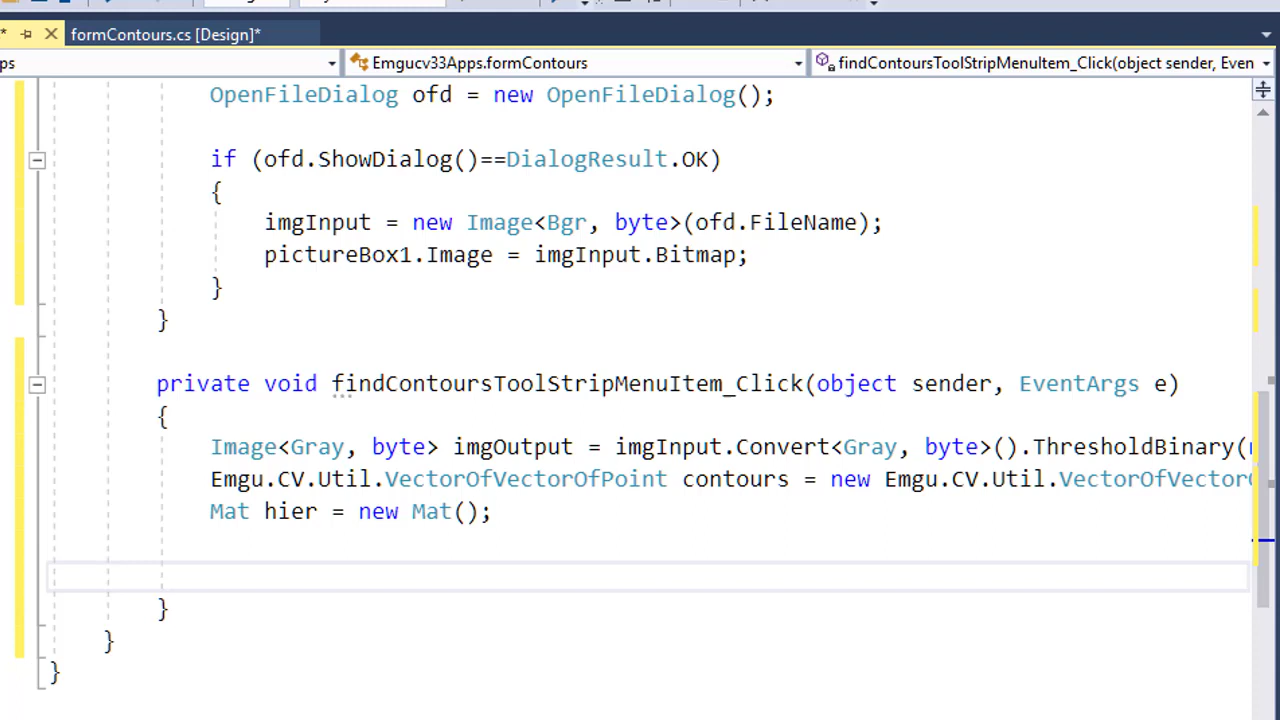 formContours.cs [Design]*
ps Emgucv33Apps.formContours findContoursToolStripMenuItem_Click(object sender, Even
OpenFileDialog ofd = new OpenFileDialog();
if (ofd.ShowDialog()==DialogResult.OK)
{
imgInput = new Image<Bgr, byte>(ofd.FileName);
pictureBox1.Image = imgInput.Bitmap;
}
}
private void findContoursToolStripMenuItem_Click(object sender, EventArgs e)
{
Image<Gray, byte> imgOutput = imgInput.Convert<Gray, byte>().ThresholdBinary(
Emgu.CV.Util.VectorOfVectorOfPoint contours = new Emgu.CV.Util.VectorOfVector
Mat hier = new Mat();
}
}
}